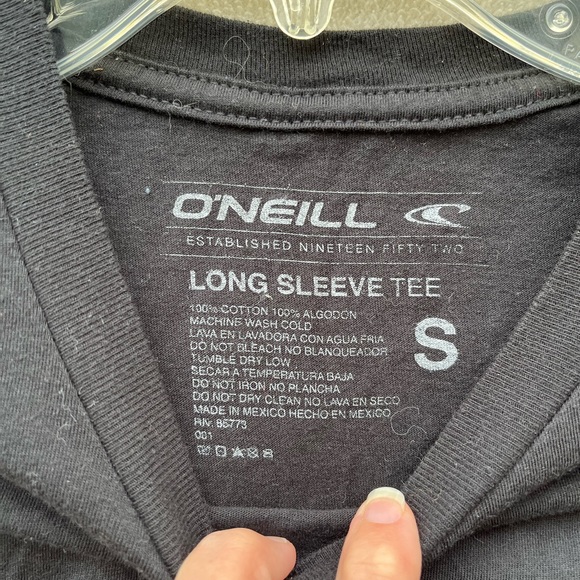 O'NEILL
ESTABLISHED NINETEEN FIFTY TWO
LONG SLEEVE TEE
S
100% COTTON 100% ALGODON
MACHINE WASH COLD
LAVA EN LAVADORA CON AGUA FRIA
DO NOT BLEACH NO BLANQUEADOR
TUMBLE DRY LOW
SECAR A TEMPERATURA BAJA
DO NOT IRON NO PLANCHA
DO NOT DRY CLEAN NO LAVA EN SECO
MADE IN MEXICO HECHO EN MEXICO
RN: 85773
001